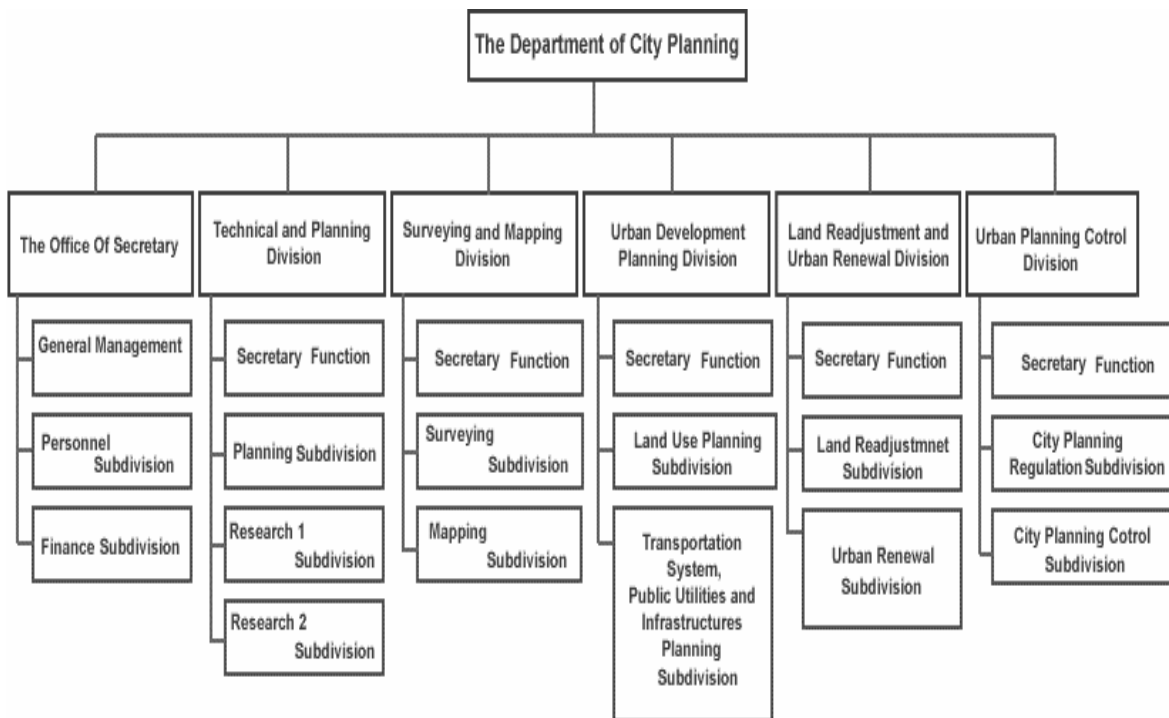 The Department of City Planning
The Office Of Secretary
Technical and Planning
Division
Surveying and Mapping
Division
Urban Development
Planning Division
Land Readjustment and
Urban Renewal Division
Urban Planning Cotrol
Division
General Management
Personnel
Subdivision
Finance Subdivision
Secretary Function
Planning Subdivision
Research 1
Subdivision
Research 2
Subdivision
Secretary Function
Surveying
Subdivision
Mapping
Subdivision
Secretary Function
Land Use Planning
Subdivision
Transportation
System,
Public Utilities and
Infrastructures
Planning
Subdivision
Secretary Function
Land Readjustmnet
Subdivision
Urban Renewal
Subdivision
Secretary Function
City Planning
Regulation Subdivision
City Planning Cotrol
Subdivision